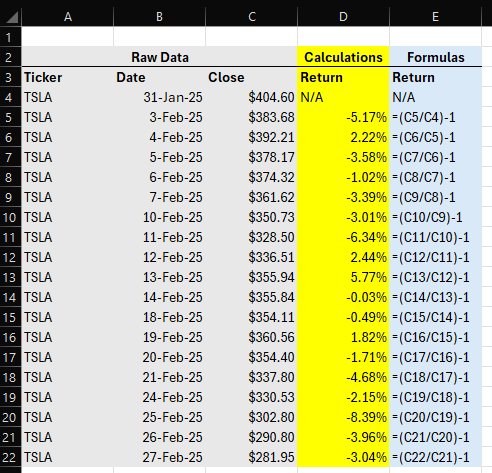 A B C D E
1
2 Raw Data Calculations Formulas
3 Ticker Date Close Return Return
4 TSLA 31-Jan-25 $404.60 N/A N/A
5 TSLA 3-Feb-25 $383.68 -5.17% =(C5/C4)-1
6 TSLA 4-Feb-25 $392.21 2.22% =(C6/C5)-1
7 TSLA 5-Feb-25 $378.17 -3.58% =(C7/C6)-1
8 TSLA 6-Feb-25 $374.32 -1.02% =(C8/C7)-1
9 TSLA 7-Feb-25 $361.62 -3.39% =(C9/C8)-1
10 TSLA 10-Feb-25 $350.73 -3.01% =(C10/C9)-1
11 TSLA 11-Feb-25 $328.50 -6.34% =(C11/C10)-1
12 TSLA 12-Feb-25 $336.51 2.44% =(C12/C11)-1
13 TSLA 13-Feb-25 $355.94 5.77% =(C13/C12)-1
14 TSLA 14-Feb-25 $355.84 -0.03% =(C14/C13)-1
15 TSLA 18-Feb-25 $354.11 -0.49% =(C15/C14)-1
16 TSLA 19-Feb-25 $360.56 1.82% =(C16/C15)-1
17 TSLA 20-Feb-25 $354.40 -1.71% =(C17/C16)-1
18 TSLA 21-Feb-25 $337.80 -4.68% =(C18/C17)-1
19 TSLA 24-Feb-25 $330.53 -2.15% =(C19/C18)-1
20 TSLA 25-Feb-25 $302.80 -8.39% =(C20/C19)-1
21 TSLA 26-Feb-25 $290.80 -3.96% =(C21/C20)-1
22 TSLA 27-Feb-25 $281.95 -3.04% =(C22/C21)-1